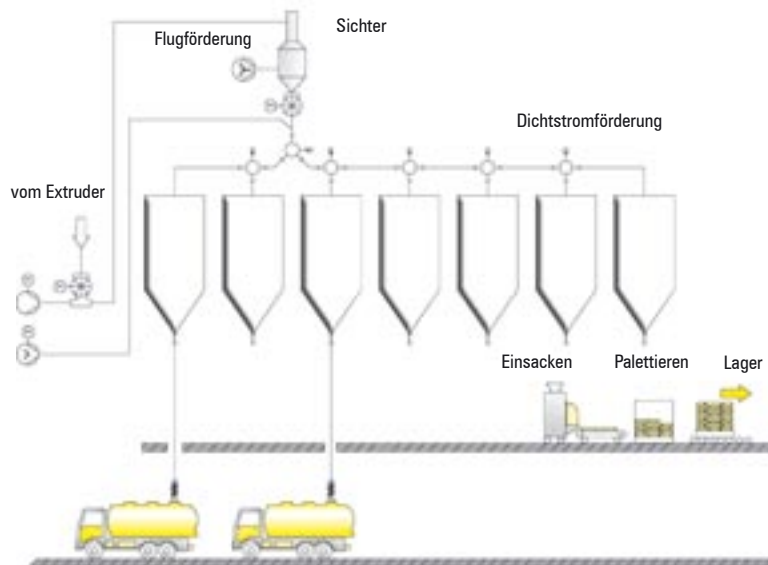 Sichter
Flugförderung
Dichtstromförderung
vom Extruder
Einsacken
Palettieren
Lager